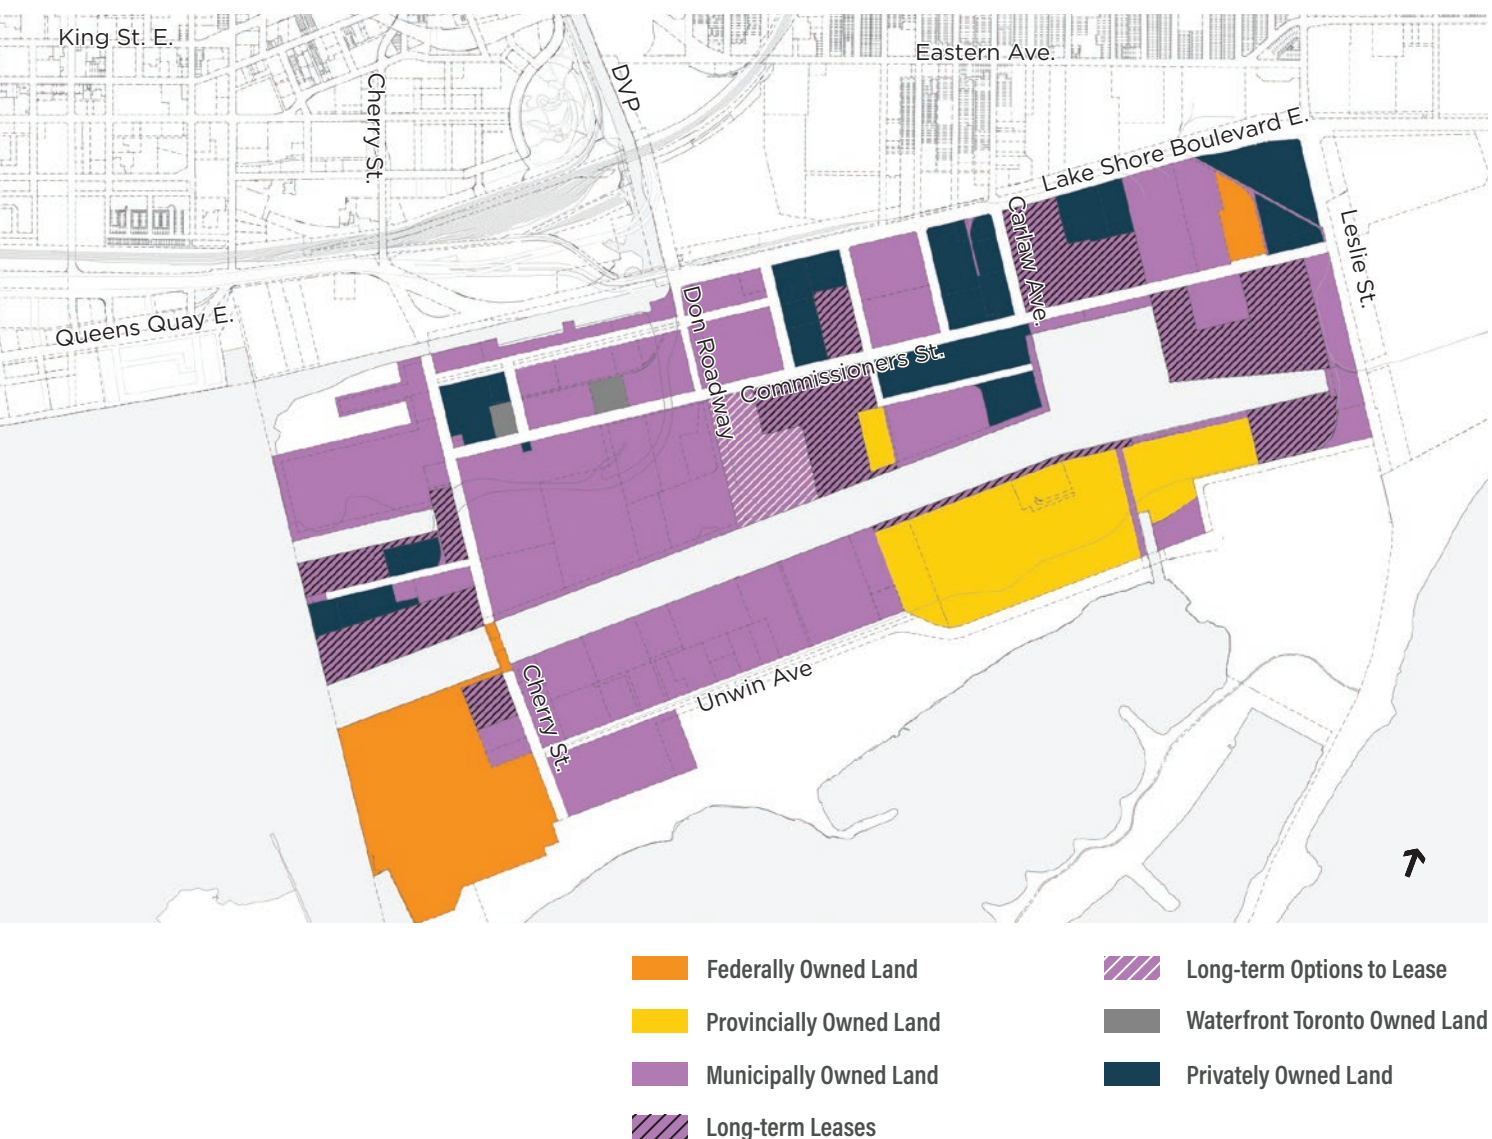 King St. E.
Eastern Ave.
Cherry St.
DVP
Lake Shore Boulevard E.
Carlaw Ave.
Leslie St.
Queens Quay E.
Don Roadway
Commissioners St.
Cherry St.
Unwin Ave
Federally Owned Land
Provincially Owned Land
Municipally Owned Land
Long-term Leases
Long-term Options to Lease
Waterfront Toronto Owned Land
Privately Owned Land